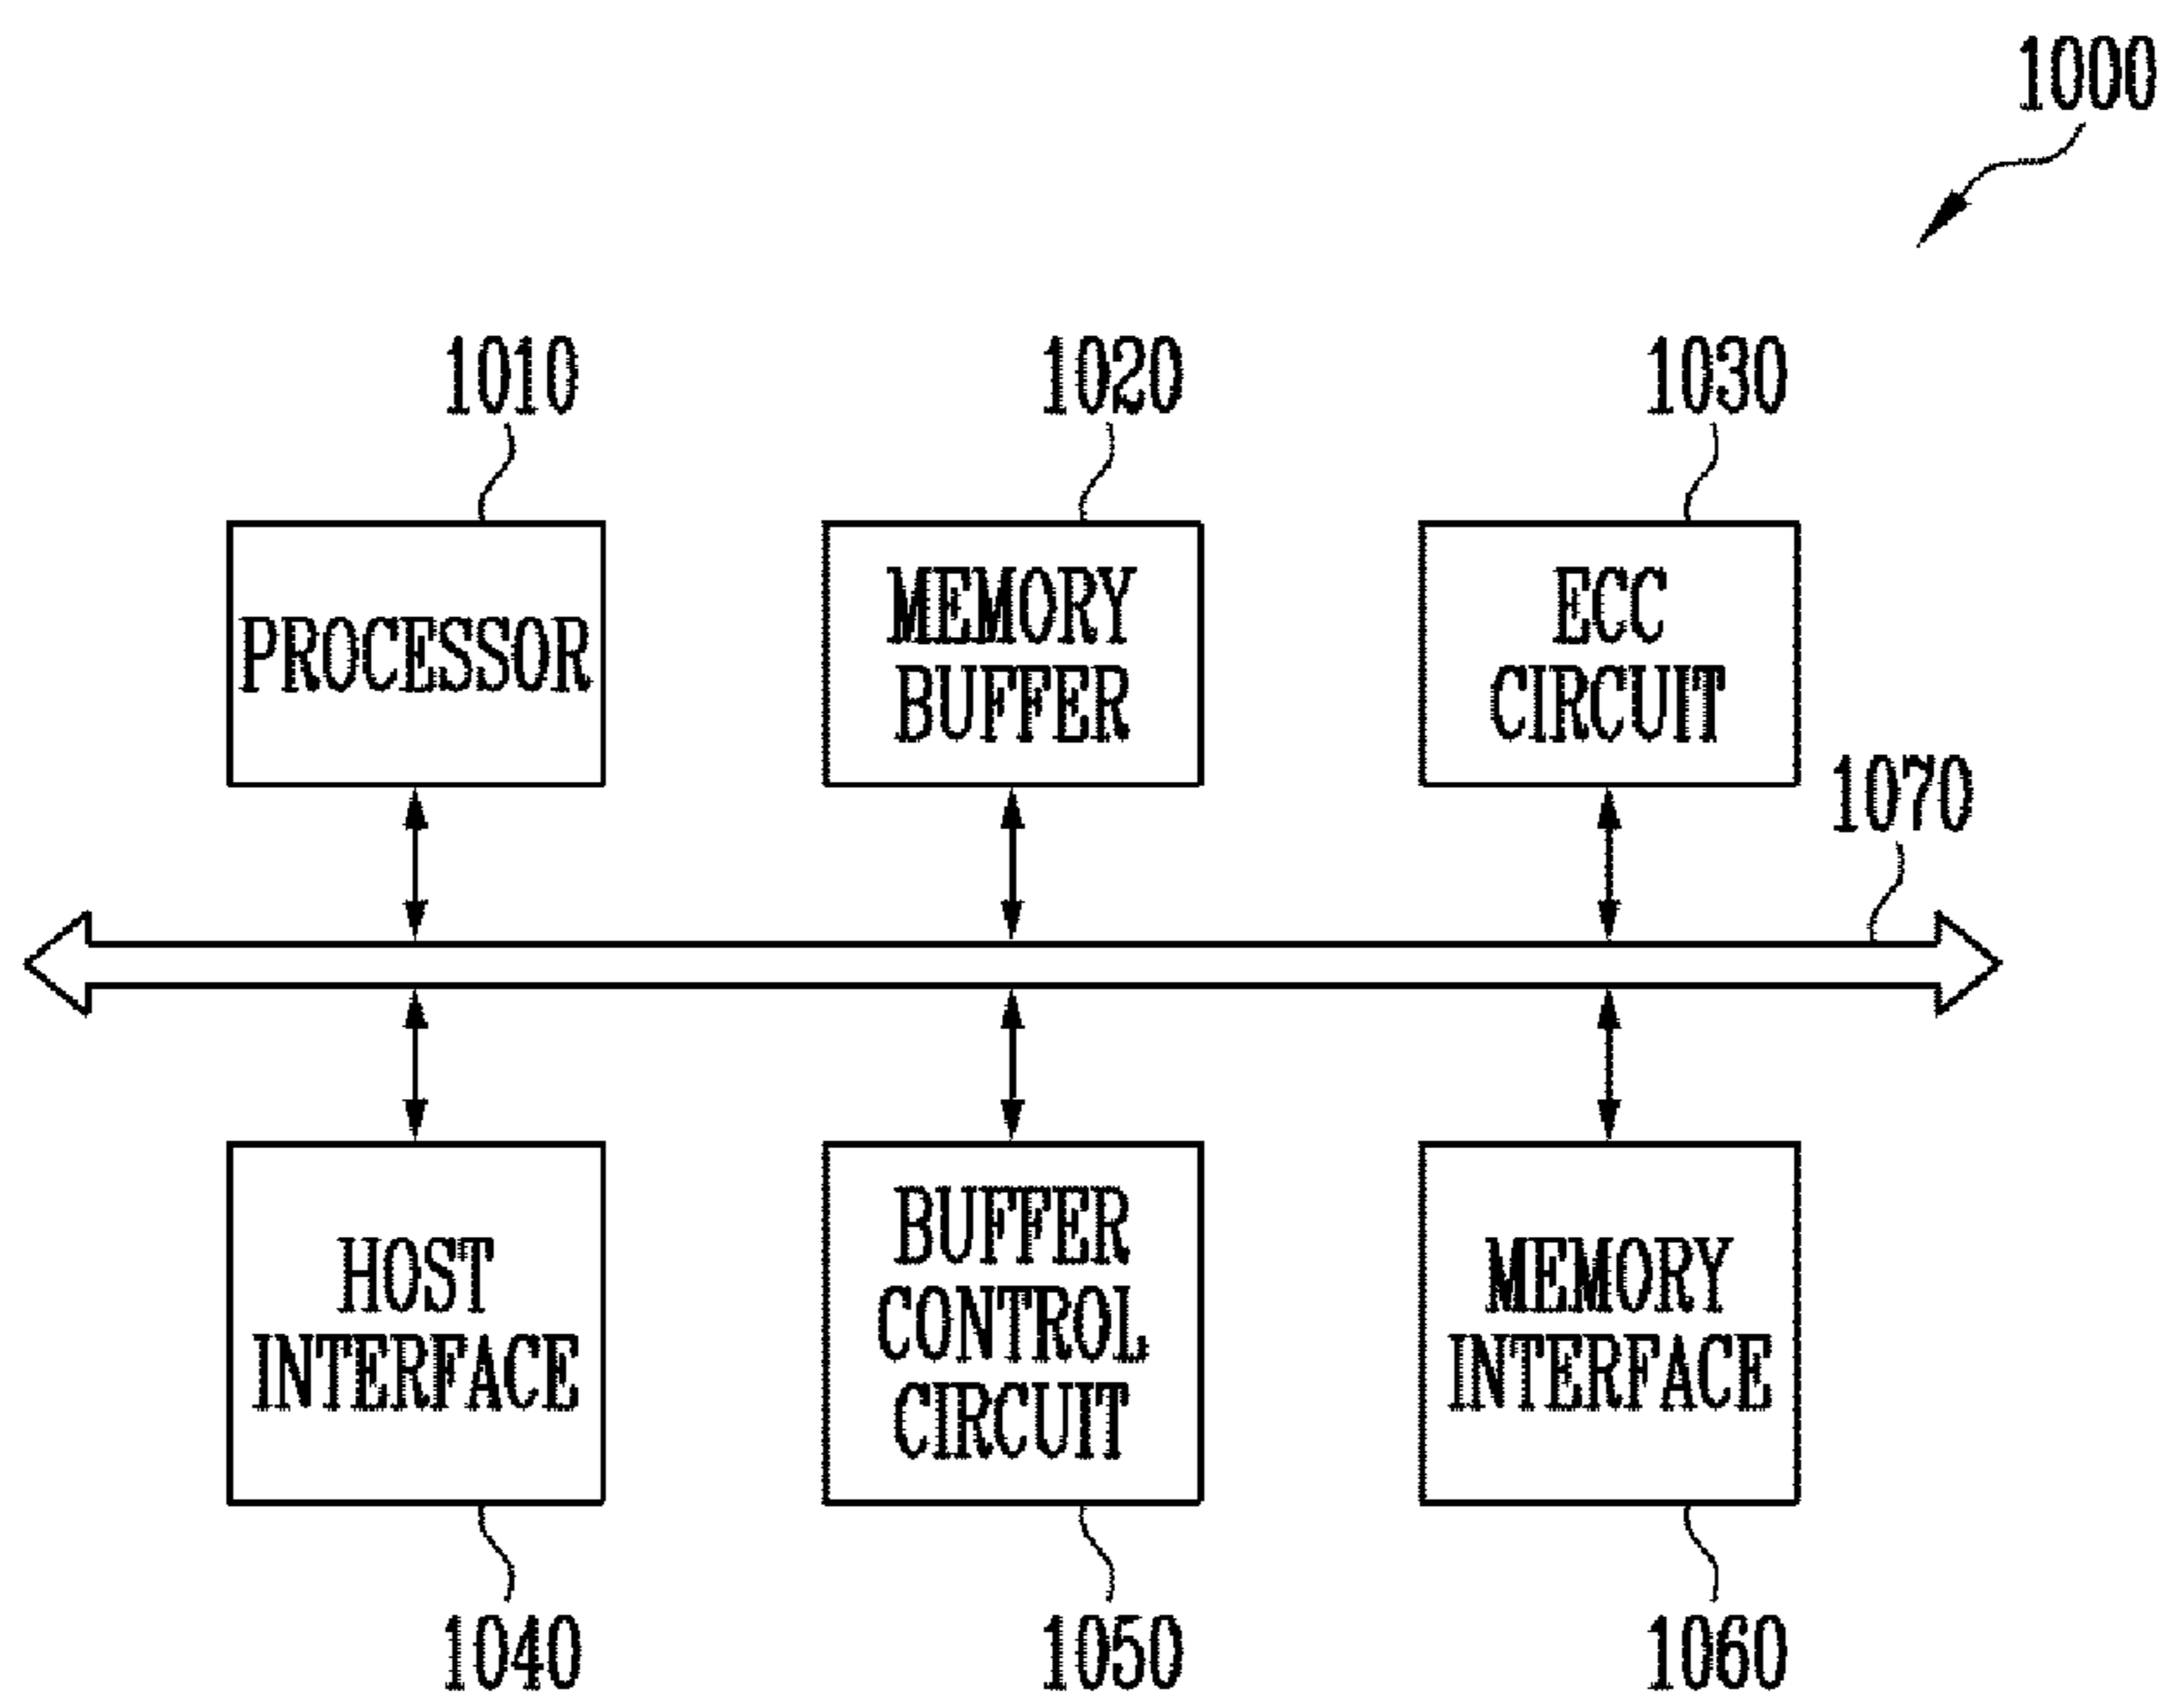 1000
1010
1020
1030
PROCESSOR
MEMORY
BUFFER
ECC
CIRCUIT
1070
HOST
INTERFACE
BUFFER
CONTROL
CIRCUIT
MEMORY
INTERFACE
1040
1050
1060